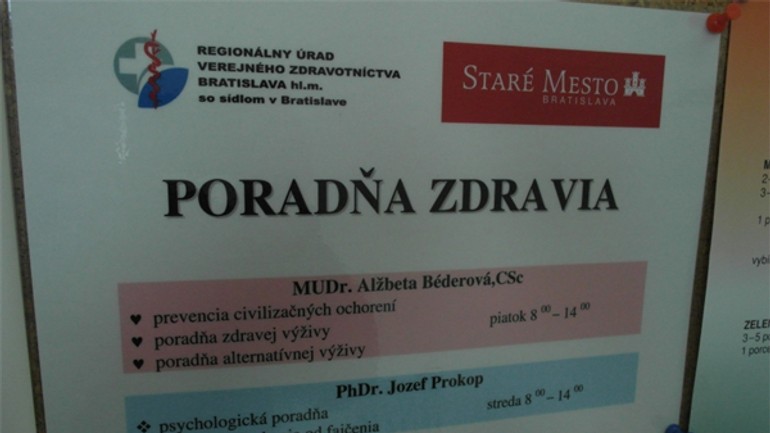 REGIONÁLNY ÚRAD
VEREJNÉHO ZDRAVOTNÍCTVA
BRATISLAVA hl.m.
so sídlom v Bratislave
STARÉ MESTO
BRATISLAVA
PORADŇA ZDRAVIA
MUDr. Alžbeta Béderová,CSc
♥ prevencia civilizačných ochorení
♥ poradňa zdravej výživy
♥ poradňa alternatívnej výživy
piatok 8 00 – 14 00
PhDr. Jozef Prokop
❖ psychologická poradňa
od fajčenia
streda 8 00 – 14 00